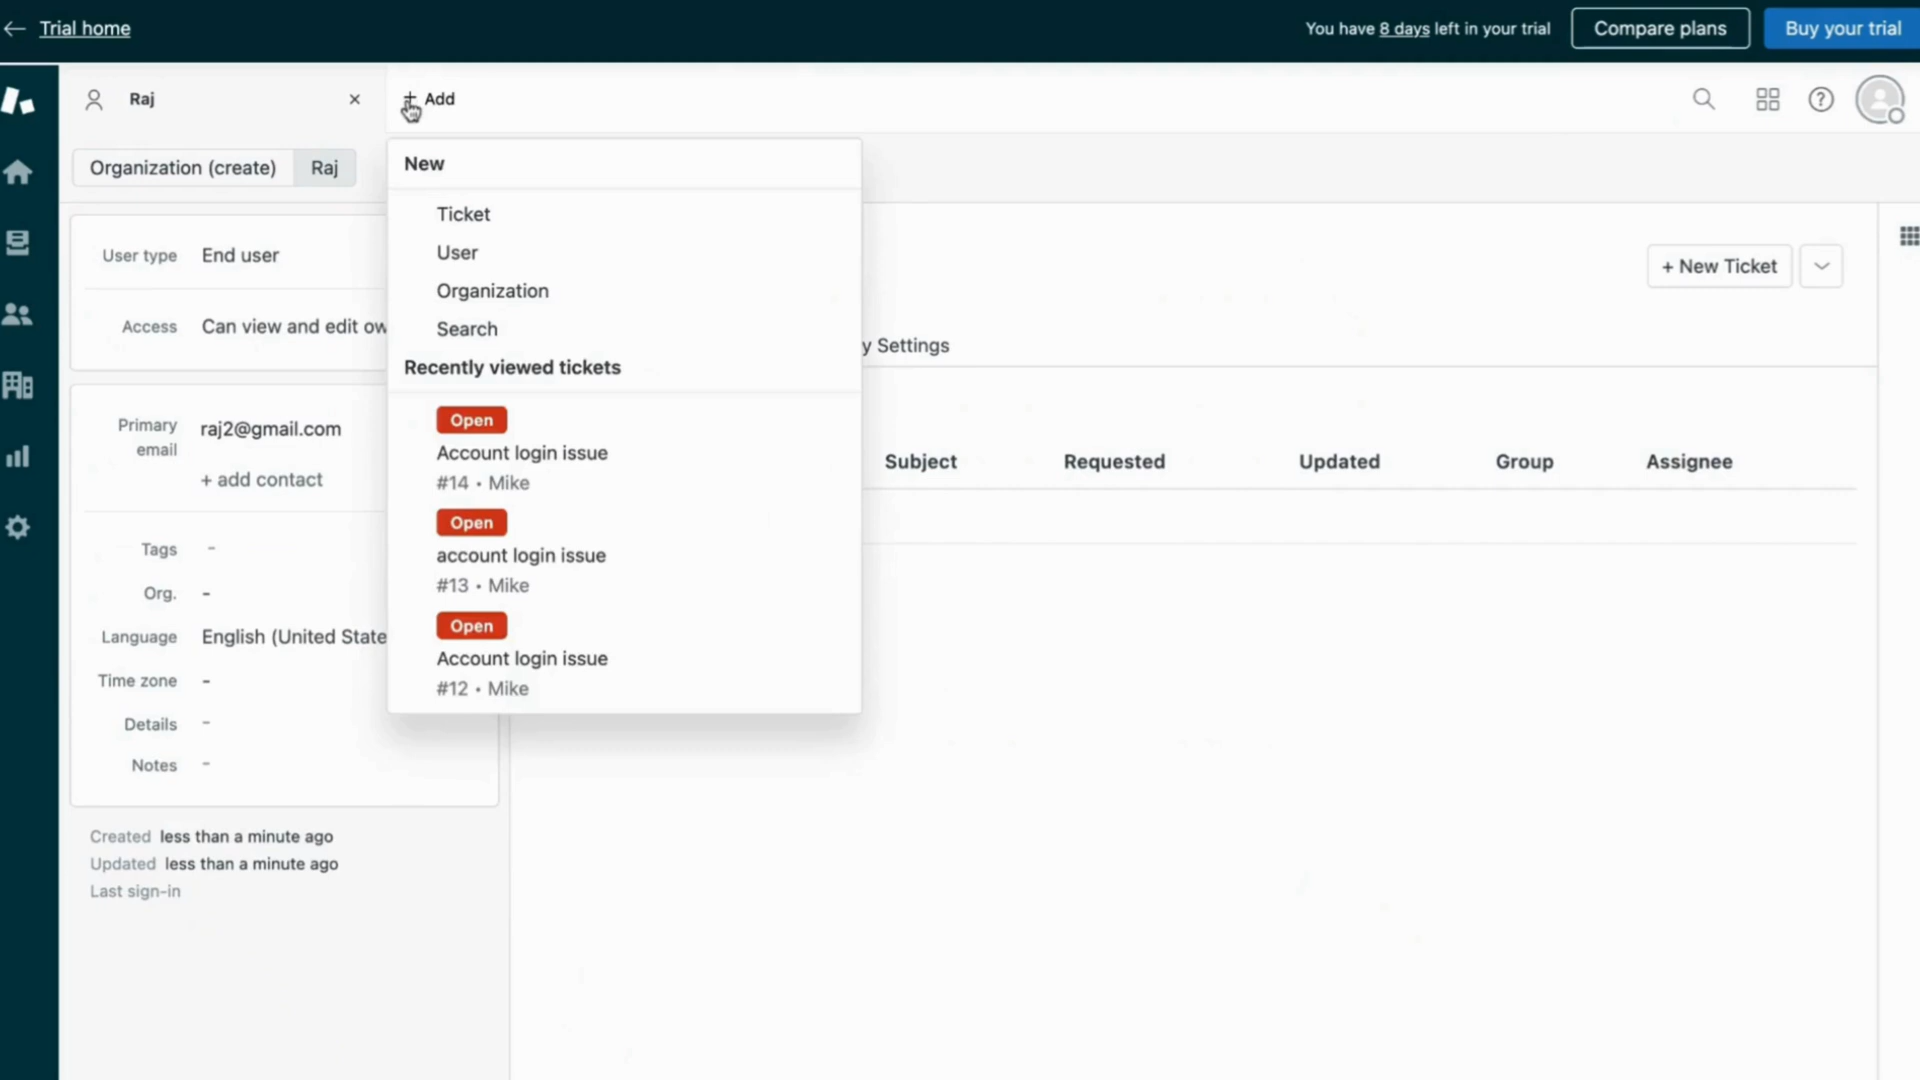 Trial home
You have 8 days left in your trial
Compare plans
Buy your trial
Raj
+ Add
Organization (create)
Raj
New
Ticket
User
Organization
Search
Recently viewed tickets
Open
Account login issue
#14 • Mike
Open
account login issue
#13 • Mike
Open
Account login issue
#12 • Mike
User type End user
Access Can view and edit
Primary email raj2@gmail.com
+ add contact
Tags -
Org. -
Language English (United
Time zone -
Details -
Notes -
Created less than a minute ago
Updated less than a minute ago
Last sign-in
+ New Ticket
Settings
Subject Requested Updated Group Assignee